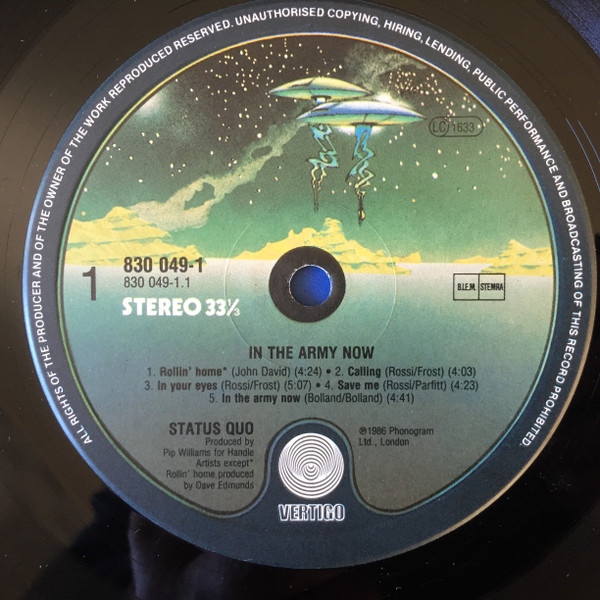 ALL RIGHTS OF THE PRODUCER AND OF THE OWNER OF THE WORK REPRODUCED RESERVED. UNAUTHORISED COPYING, HIRING, LENDING, PUBLIC PERFORMANCE AND BROADCASTING OF THIS RECORD PROHIBITED.
LC 1633
1
830 049-1
830 049-1.1
STEREO 33⅓
B.I.E.M. STEMRA
IN THE ARMY NOW
1. Rollin' home* (John David) (4:24) • 2. Calling (Rossi/Frost) (4:03)
3. In your eyes (Rossi/Frost) (5:07) • 4. Save me (Rossi/Parfitt) (4:23)
5. In the army now (Bolland/Bolland) (4:41)
STATUS QUO
Produced by
Pip Williams for Handle
Artists except*
Rollin' home produced
by Dave Edmunds
℗1986 Phonogram
Ltd., London
VERTIGO